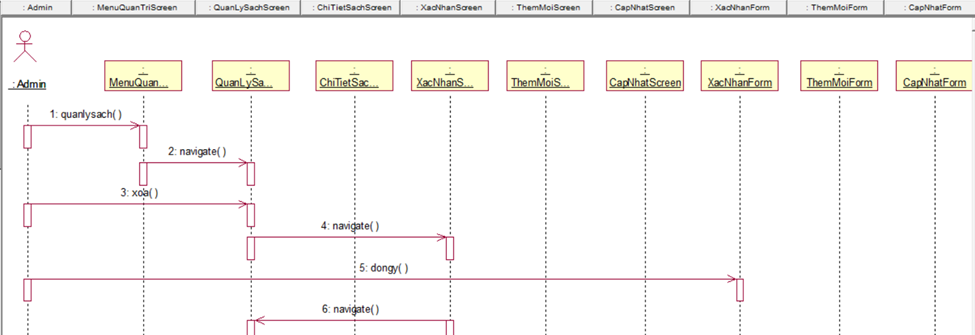 : Admin
: MenuQuanTriScreen
: QuanLySachScreen
: ChiTietSachScreen
: XacNhanScreen
: ThemMoiScreen
: CapNhatScreen
: XacNhanForm
: ThemMoiForm
: CapNhatForm
: Admin
:
MenuQuan...
:
QuanLySa...
:
ChiTietSac...
:
XacNhanS...
:
ThemMoiS...
:
CapNhatScreen
:
XacNhanForm
:
ThemMoiForm
:
CapNhatForm
1: quanlysach( )
2: navigate( )
3: xoa( )
4: navigate( )
5: dongy( )
6: navigate( )